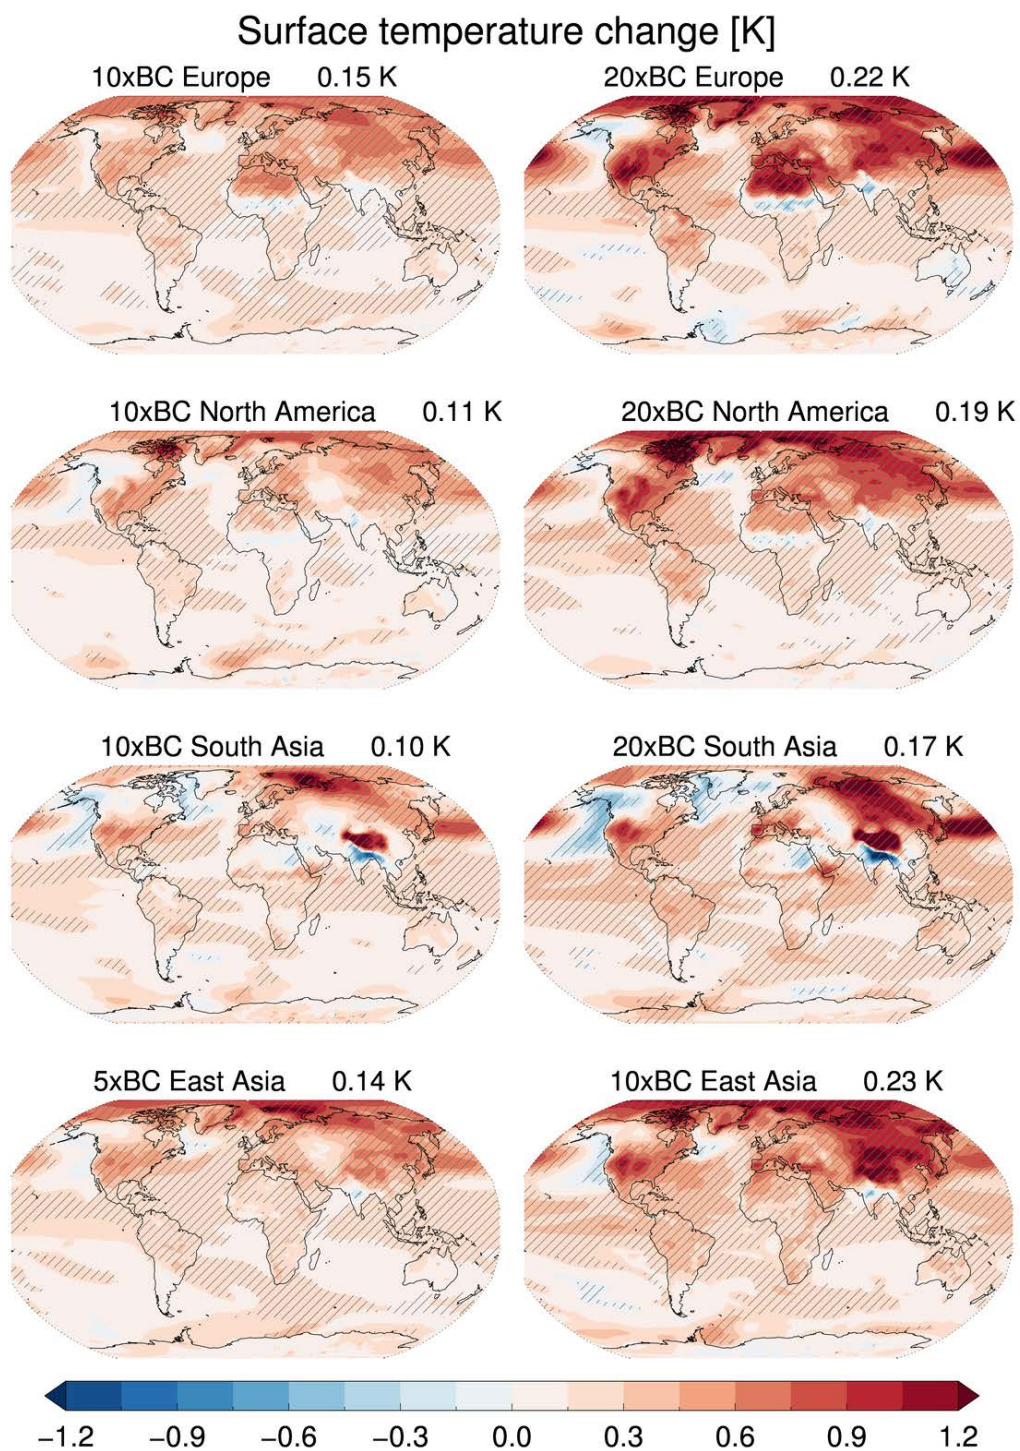 Surface temperature change [K]
10xBC Europe 0.15 K
20xBC Europe 0.22 K
10xBC North America 0.11 K
20xBC North America 0.19 K
10xBC South Asia 0.10 K
20xBC South Asia 0.17 K
5xBC East Asia 0.14 K
10xBC East Asia 0.23 K
−1.2 −0.9 −0.6 −0.3 0.0 0.3 0.6 0.9 1.2